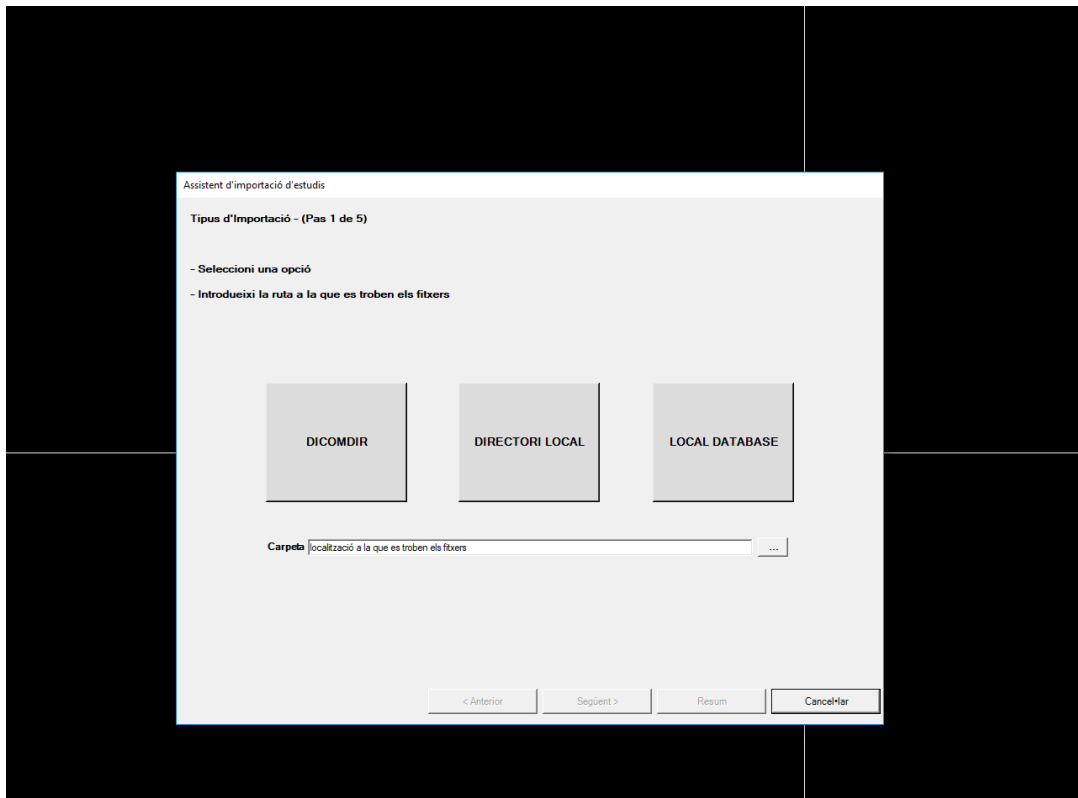 Assistent d'importació d'estudis
Tipus d'Importació - (Pas 1 de 5)
- Seleccioni una opció
- Introdueixi la ruta a la que es troben els fitxers
DICOMDIR
DIRECTORI LOCAL
LOCAL DATABASE
Carpeta localització a la que es troben els fitxers ...
< Anterior
Següent >
Resum
Cancel•lar